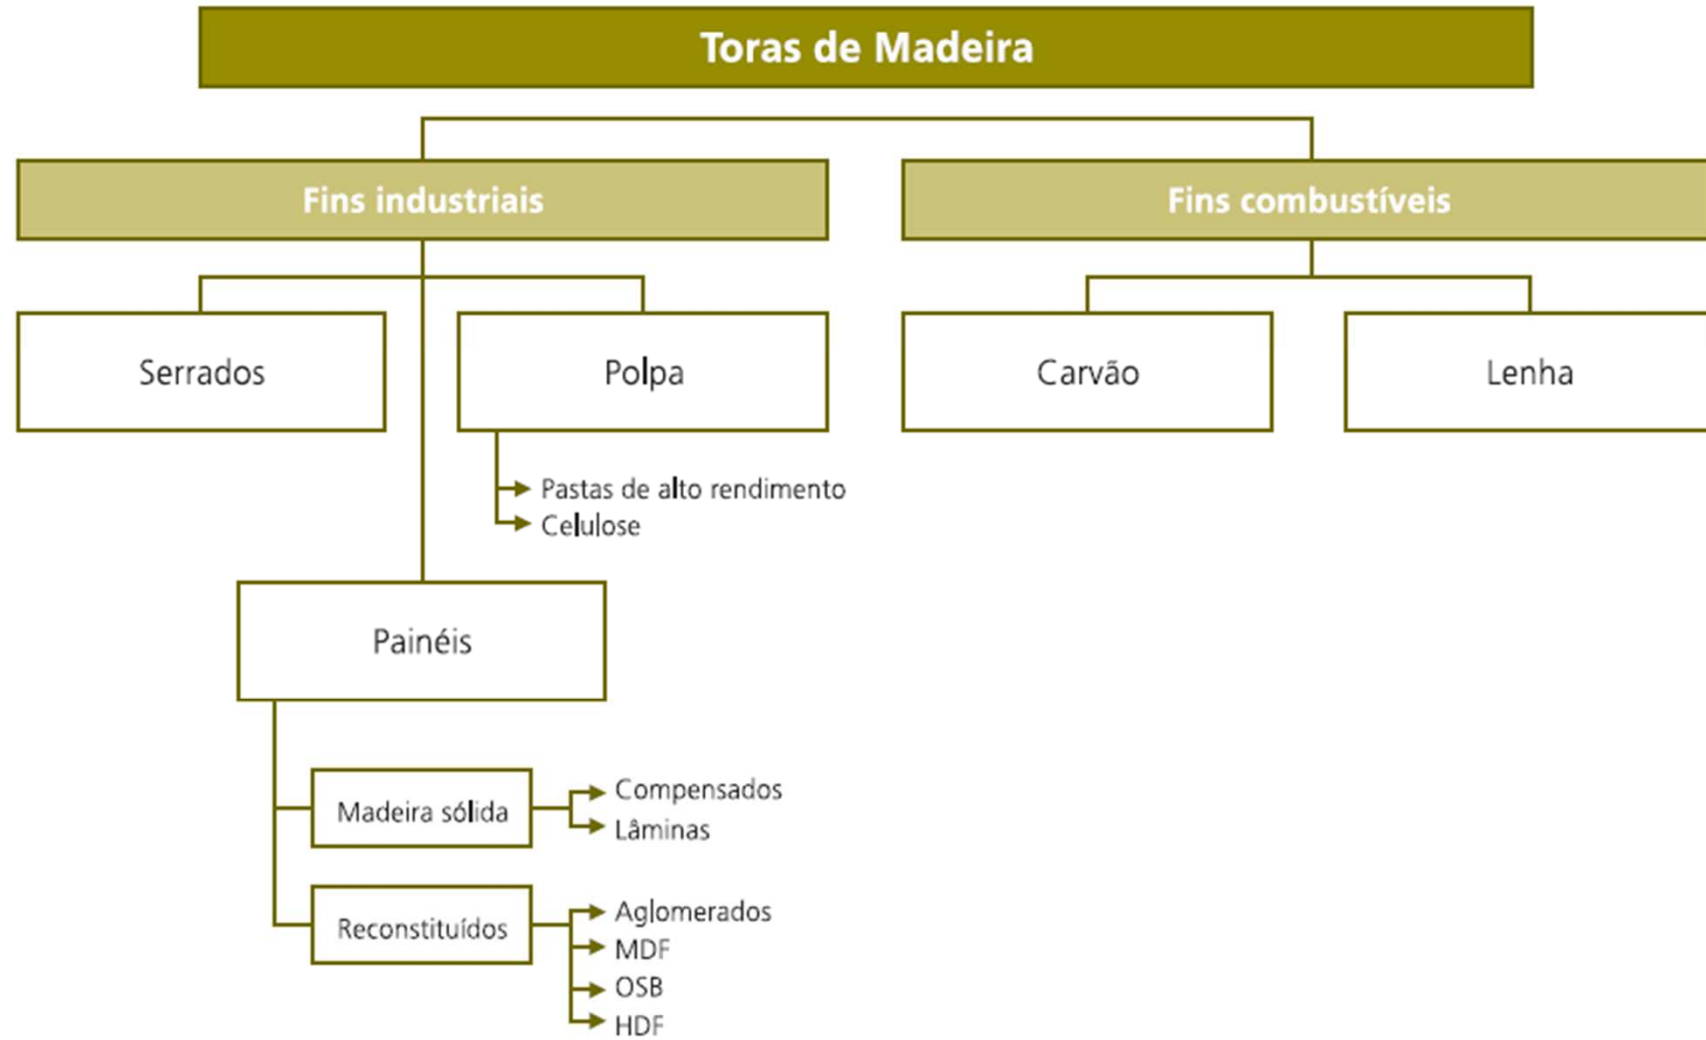 Toras de Madeira
Fins industriais
Fins combustíveis
Serrados
Polpa
Carvão
Lenha
Pastas de alto rendimento
Celulose
Painéis
Madeira sólida
Compensados
Lâminas
Reconstituídos
Aglomerados
MDF
OSB
HDF